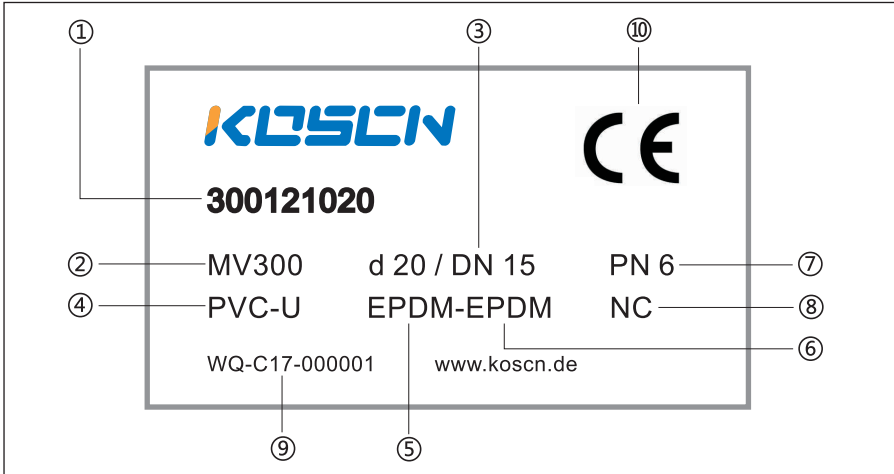 ① ③ ⑩
KOSCN CE
300121020
② MV300 d 20 / DN 15 PN 6 ⑦
④ PVC-U EPDM-EPDM NC ⑧
⑥
WQ-C17-000001 www.koscn.de
⑨ ⑤